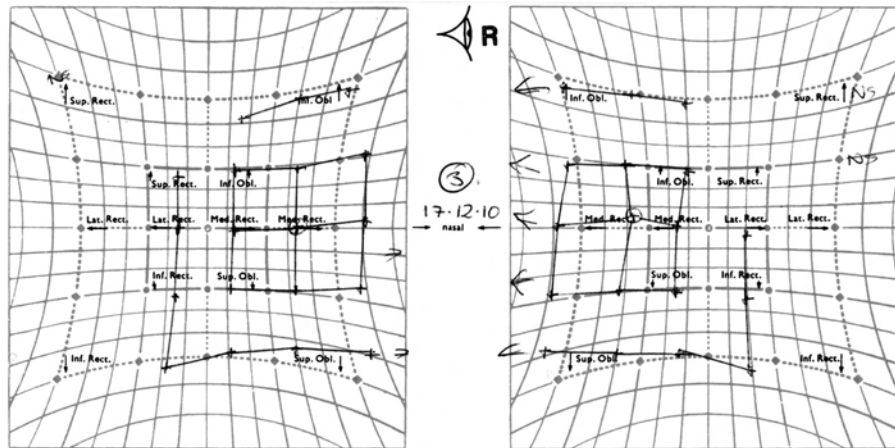 R
NS
Sup. Rect.
Inf. Obl
Sup. Rect.
Inf. Obl.
Lat. Rect.
Lat. Rect.
Med. Rect.
Med. Rect.
Inf. Rect.
Sup. Obl.
Inf. Rect.
Sup. Obl.
3
17.12.10
nasal
Inf. Obl.
Sup. Rect.
NS
NS
Inf. Obl.
Sup. Rect.
Med. Rect.
Med. Rect.
Lat. Rect.
Lat. Rect.
Sup. Obl.
Inf. Rect.
Sup. Obl.
Inf. Rect.